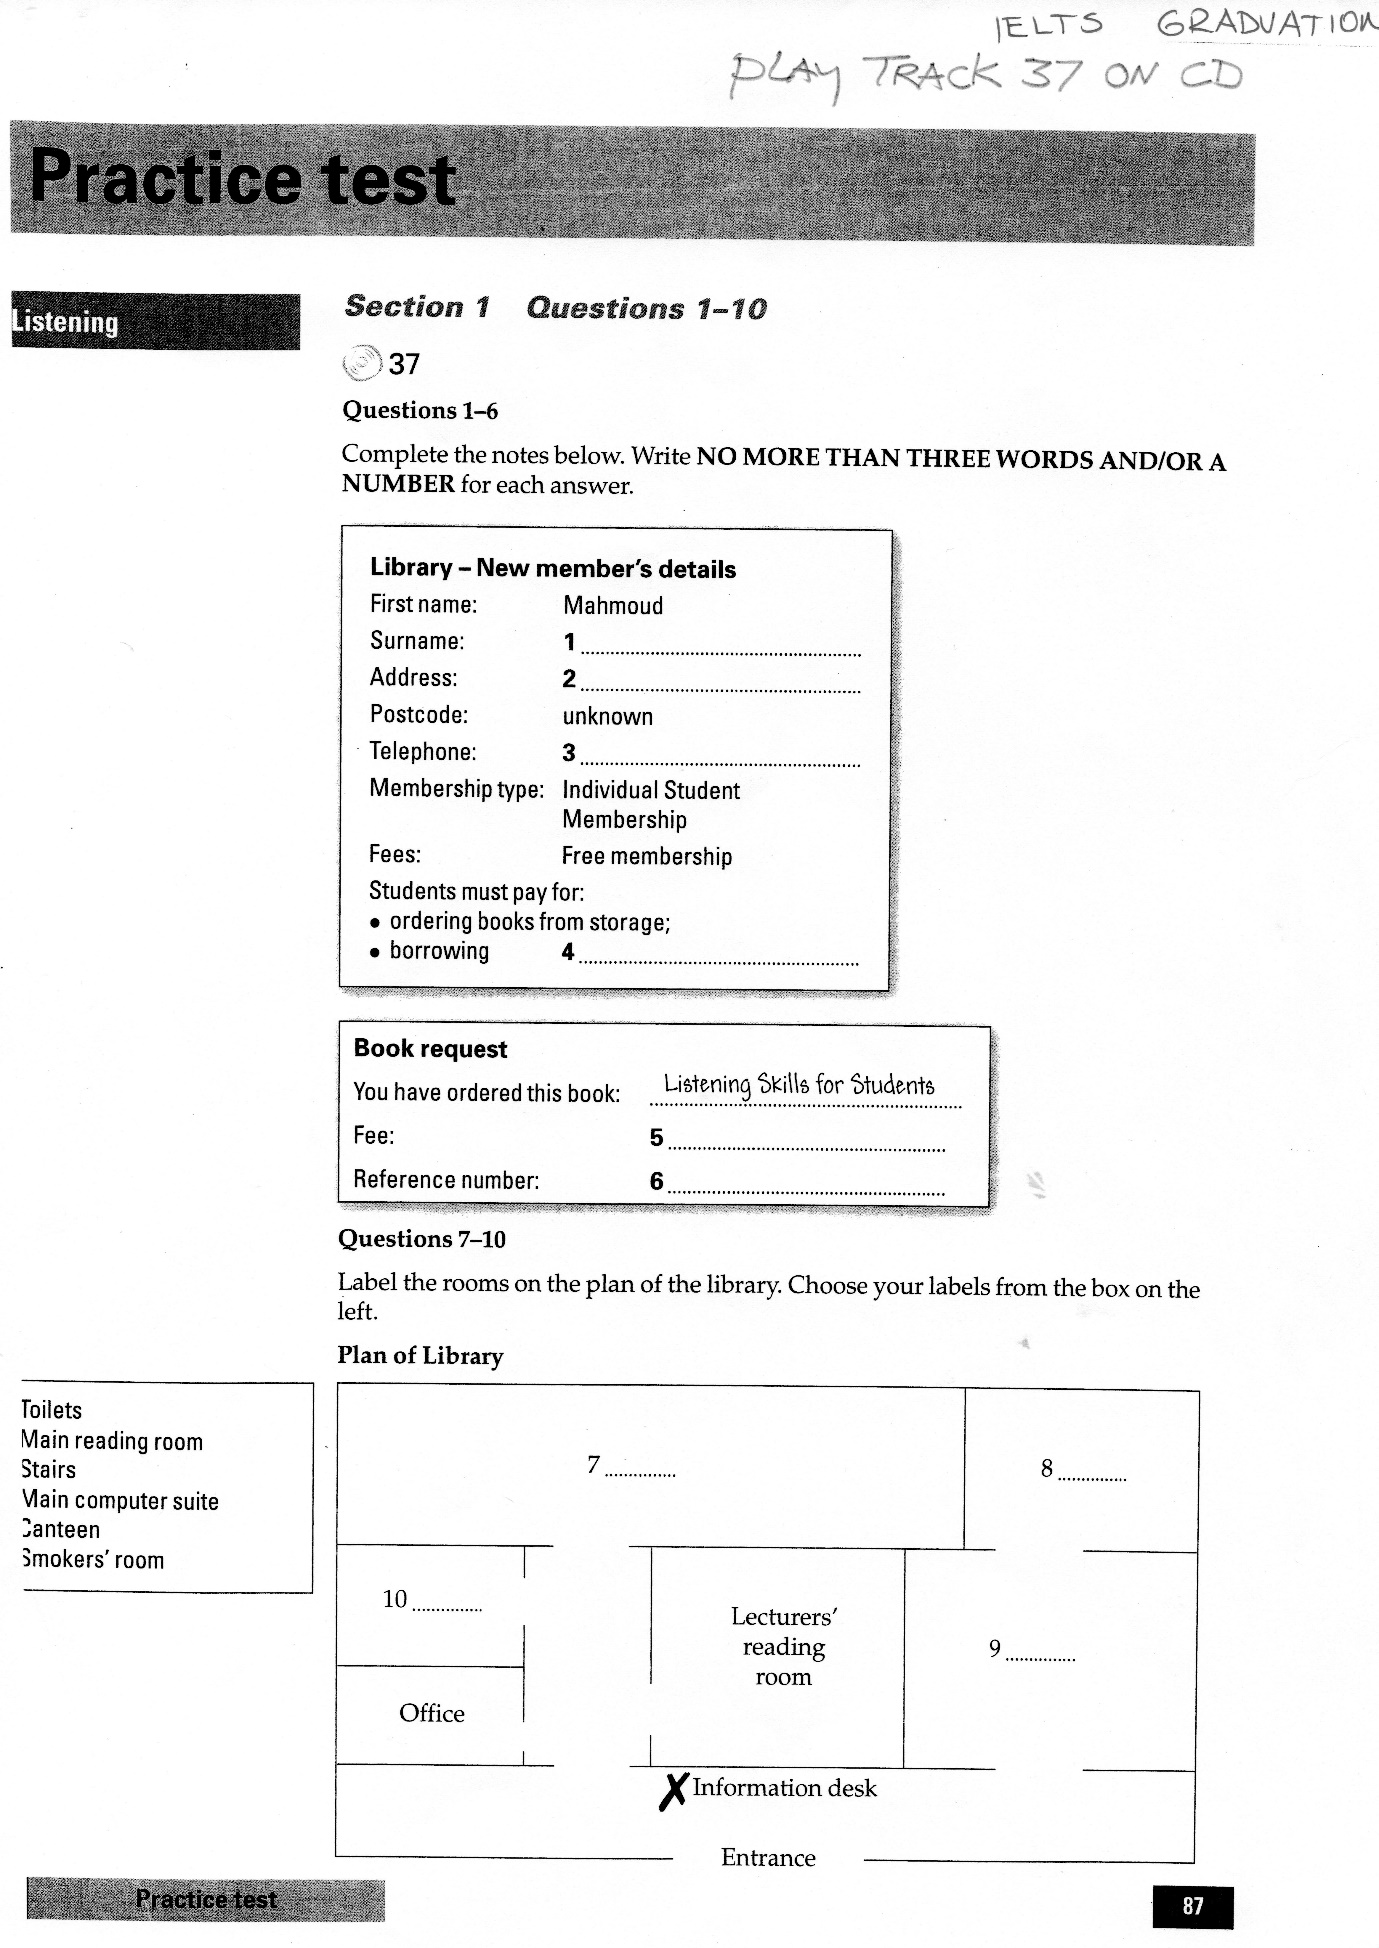 IELTS GRADUATION
PLAY TRACK 37 ON CD
Practice test
Listening
Section 1 Questions 1–10
37
Questions 1–6
Complete the notes below. Write NO MORE THAN THREE WORDS AND/OR A
NUMBER for each answer.
Library – New member's details
First name: Mahmoud
Surname: 1
Address: 2
Postcode: unknown
Telephone: 3
Membership type: Individual Student
Membership
Fees: Free membership
Students must pay for:
• ordering books from storage;
• borrowing 4
Book request
You have ordered this book: Listening Skills for Students
Fee: 5
Reference number: 6
Questions 7–10
Label the rooms on the plan of the library. Choose your labels from the box on the
left.
Plan of Library
Toilets
Main reading room
Stairs
Main computer suite
Canteen
Smokers' room
7
8
10
Lecturers'
reading
room
9
Office
X Information desk
Entrance
Practice test
87